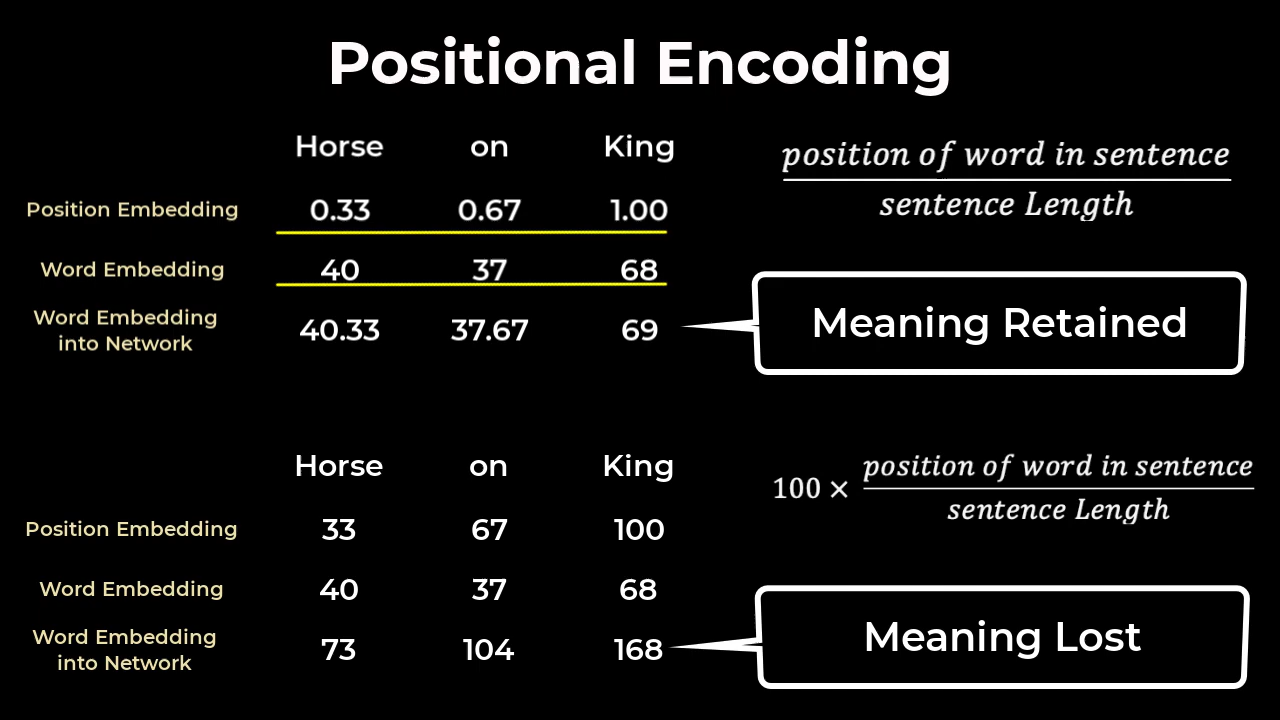 Positional Encoding
Horse on King
Position Embedding 0.33 0.67 1.00
Word Embedding 40 37 68
Word Embedding
into Network 40.33 37.67 69
position of word in sentence
sentence Length
Meaning Retained
Horse on King
Position Embedding 33 67 100
Word Embedding 40 37 68
Word Embedding
into Network 73 104 168
100 × position of word in sentence
sentence Length
Meaning Lost